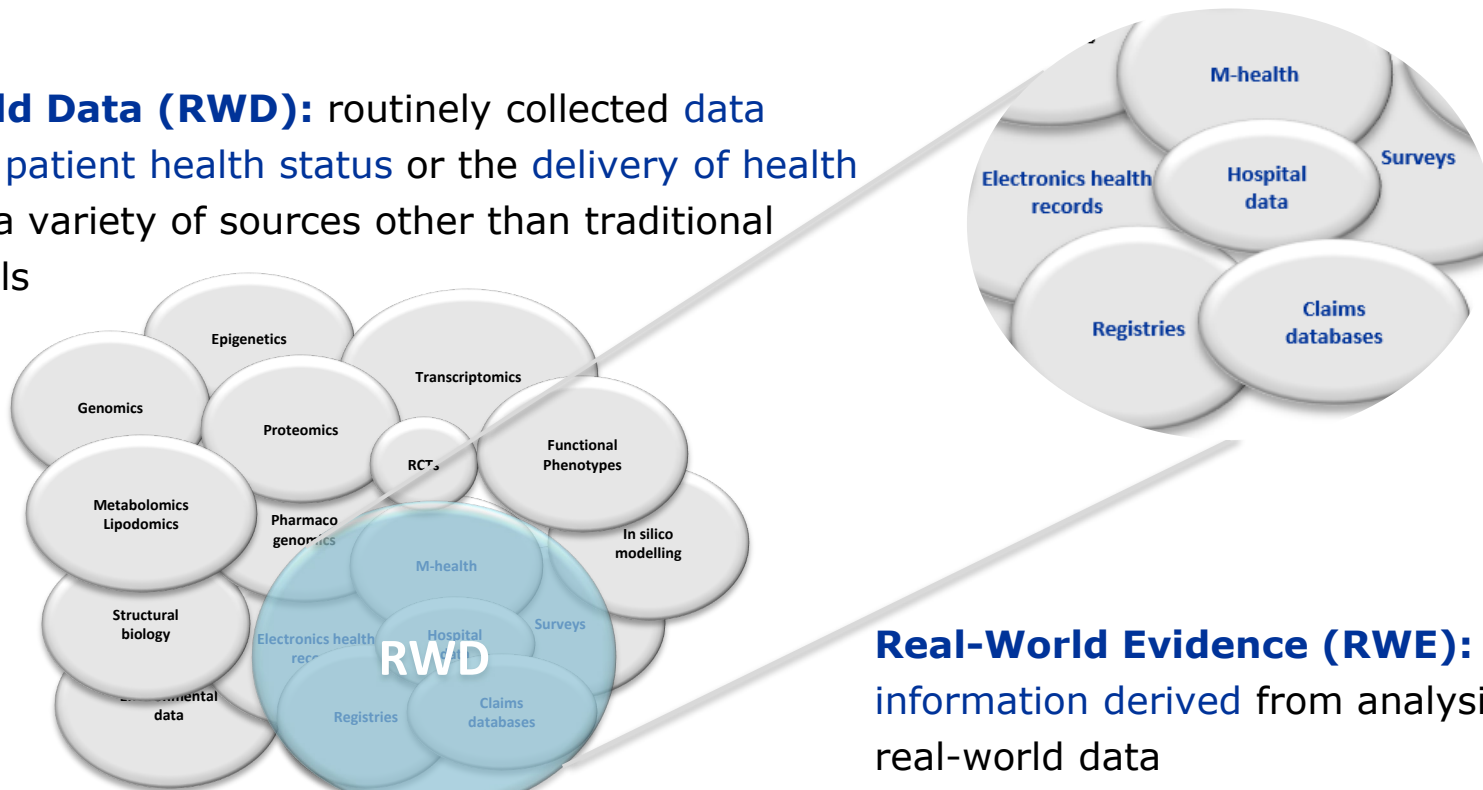 ld Data (RWD): routinely collected data
patient health status or the delivery of health
a variety of sources other than traditional
ls
M-health
Electronics health
records
Hospital
data
Surveys
Registries
Claims
databases
Epigenetics
Transcriptomics
Genomics
Proteomics
RCTs
Functional
Phenotypes
Metabolomics
Lipodomics
Pharmaco
genomics
In silico
modelling
M-health
Structural
biology
Electronics health
Hospital
Surveys
RWD
data
Registries
Claims
databases
Real-World Evidence (RWE):
information derived from analysi
real-world data